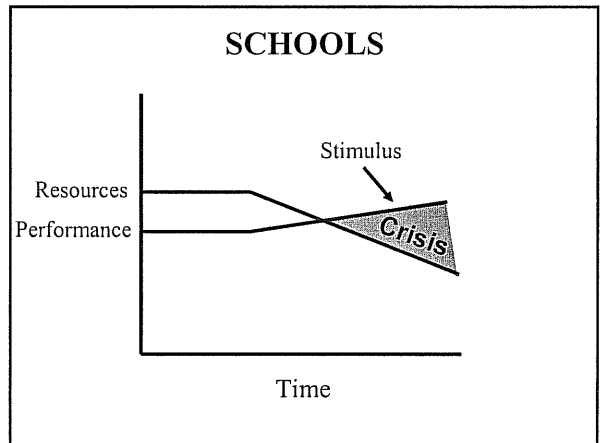 SCHOOLS
Stimulus
Resources
Performance
Crisis
Time